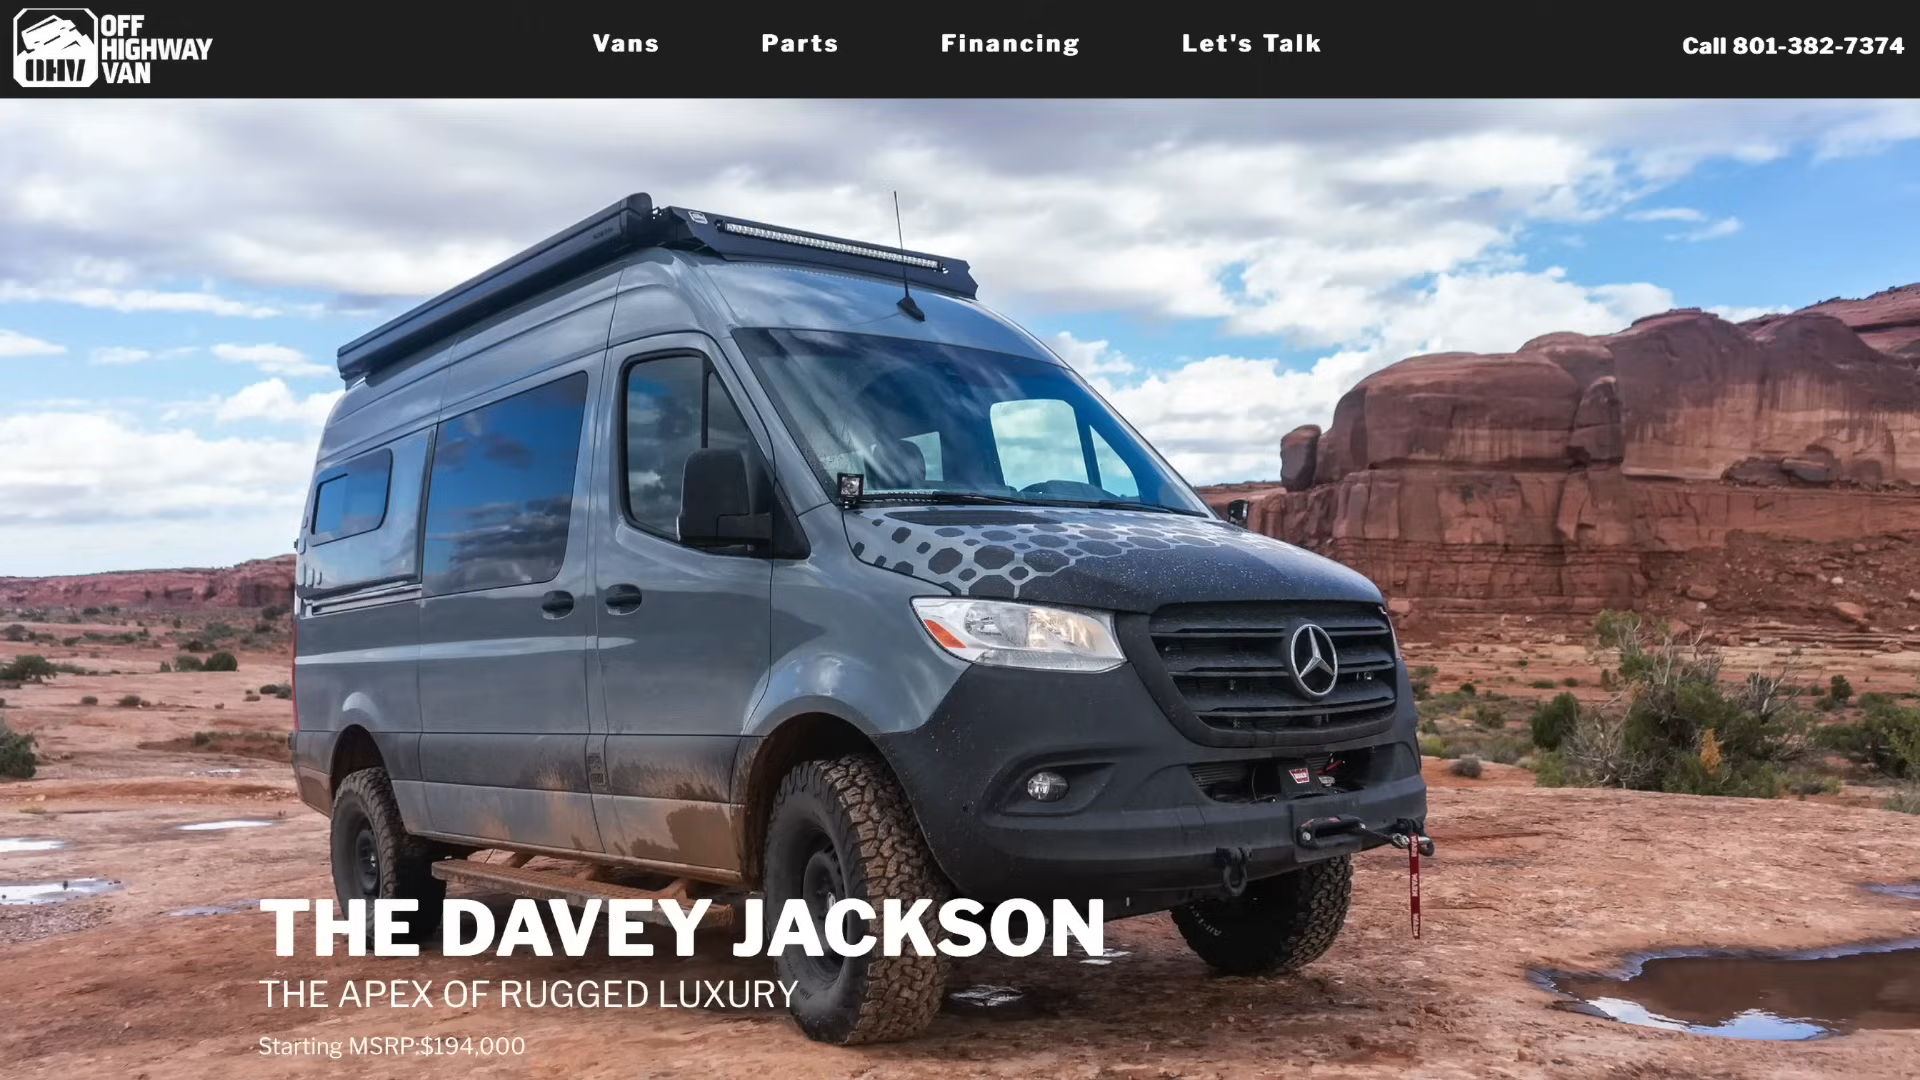 OFF
HIGHWAY
VAN
OHV
Vans
Parts
Financing
Let's Talk
Call 801-382-7374
WARN
THE DAVEY JACKSON
THE APEX OF RUGGED LUXURY
Starting MSRP:$194,000